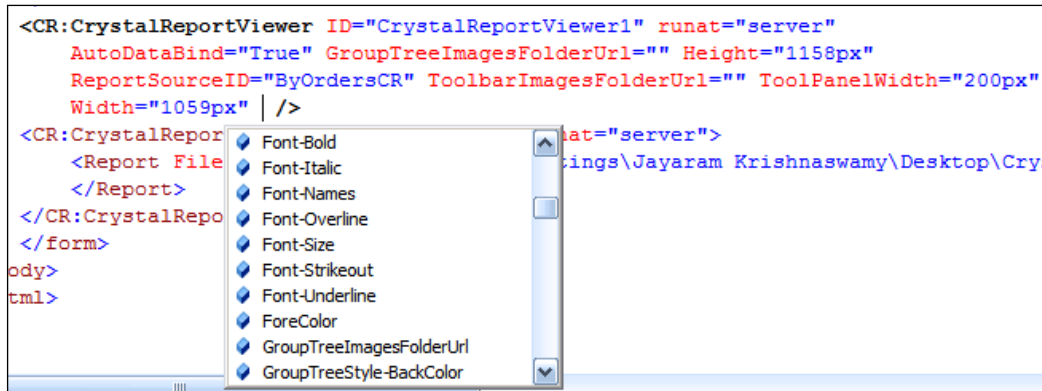 <CR:CrystalReportViewer ID="CrystalReportViewer1" runat="server"
AutoDataBind="True" GroupTreeImagesFolderUrl="" Height="1158px"
ReportSourceID="ByOrdersCR" ToolbarImagesFolderUrl="" ToolPanelWidth="200px"
Width="1059px" />
<CR:CrystalRepor at="server">
<Report File tings\Jayaram Krishnaswamy\Desktop\Cry
</Report>
</CR:CrystalRepo
</form>
ody>
tml>
Font-Bold
Font-Italic
Font-Names
Font-Overline
Font-Size
Font-Strikeout
Font-Underline
ForeColor
GroupTreeImagesFolderUrl
GroupTreeStyle-BackColor